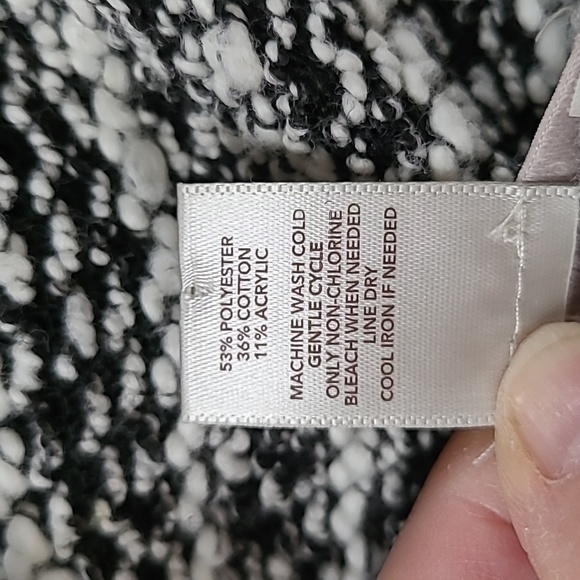 53% POLYESTER
36% COTTON
11% ACRYLIC
MACHINE WASH COLD
GENTLE CYCLE
ONLY NON-CHLORINE
BLEACH WHEN NEEDED
LINE DRY
COOL IRON IF NEEDED